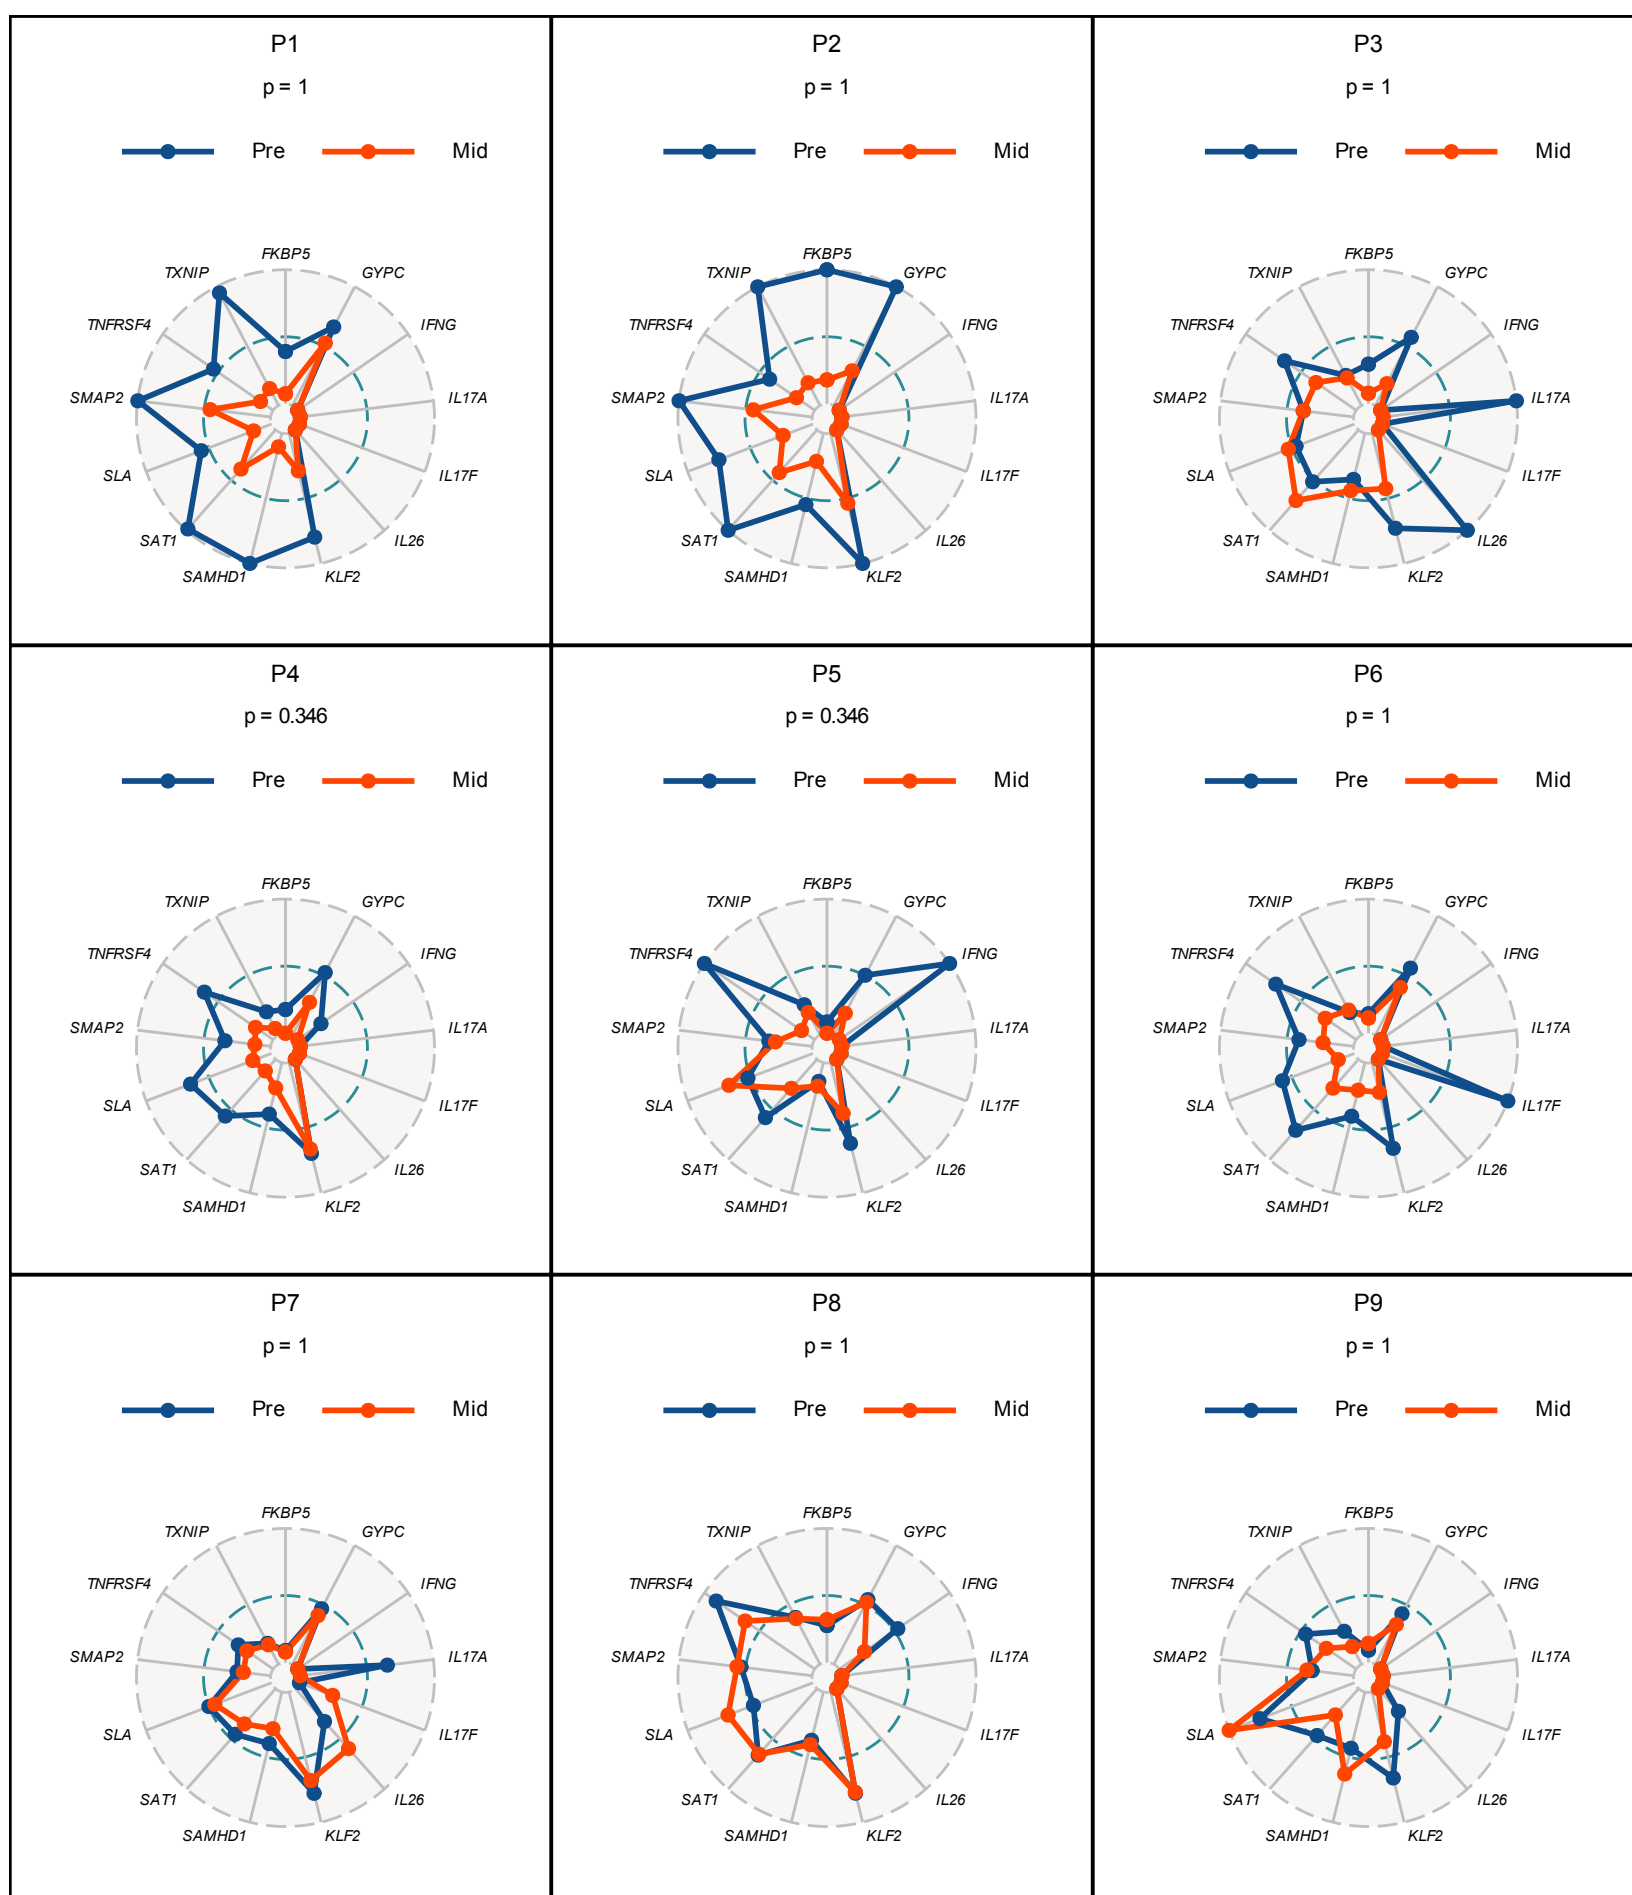 P1
p = 1
Pre Mid
FKBP5
TXNIP GYPC
TNFRSF4 IFNG
SMAP2 IL17A
SLA IL17F
SAT1 IL26
SAMHD1 KLF2
P2
p = 1
Pre Mid
FKBP5
TXNIP GYPC
TNFRSF4 IFNG
SMAP2 IL17A
SLA IL17F
SAT1 IL26
SAMHD1 KLF2
P3
p = 1
Pre Mid
FKBP5
TXNIP GYPC
TNFRSF4 IFNG
SMAP2 IL17A
SLA IL17F
SAT1 IL26
SAMHD1 KLF2
P4
p = 0.346
Pre Mid
FKBP5
TXNIP GYPC
TNFRSF4 IFNG
SMAP2 IL17A
SLA IL17F
SAT1 IL26
SAMHD1 KLF2
P5
p = 0.346
Pre Mid
FKBP5
TXNIP GYPC
TNFRSF4 IFNG
SMAP2 IL17A
SLA IL17F
SAT1 IL26
SAMHD1 KLF2
P6
p = 1
Pre Mid
FKBP5
TXNIP GYPC
TNFRSF4 IFNG
SMAP2 IL17A
SLA IL17F
SAT1 IL26
SAMHD1 KLF2
P7
p = 1
Pre Mid
FKBP5
TXNIP GYPC
TNFRSF4 IFNG
SMAP2 IL17A
SLA IL17F
SAT1 IL26
SAMHD1 KLF2
P8
p = 1
Pre Mid
FKBP5
TXNIP GYPC
TNFRSF4 IFNG
SMAP2 IL17A
SLA IL17F
SAT1 IL26
SAMHD1 KLF2
P9
p = 1
Pre Mid
FKBP5
TXNIP GYPC
TNFRSF4 IFNG
SMAP2 IL17A
SLA IL17F
SAT1 IL26
SAMHD1 KLF2